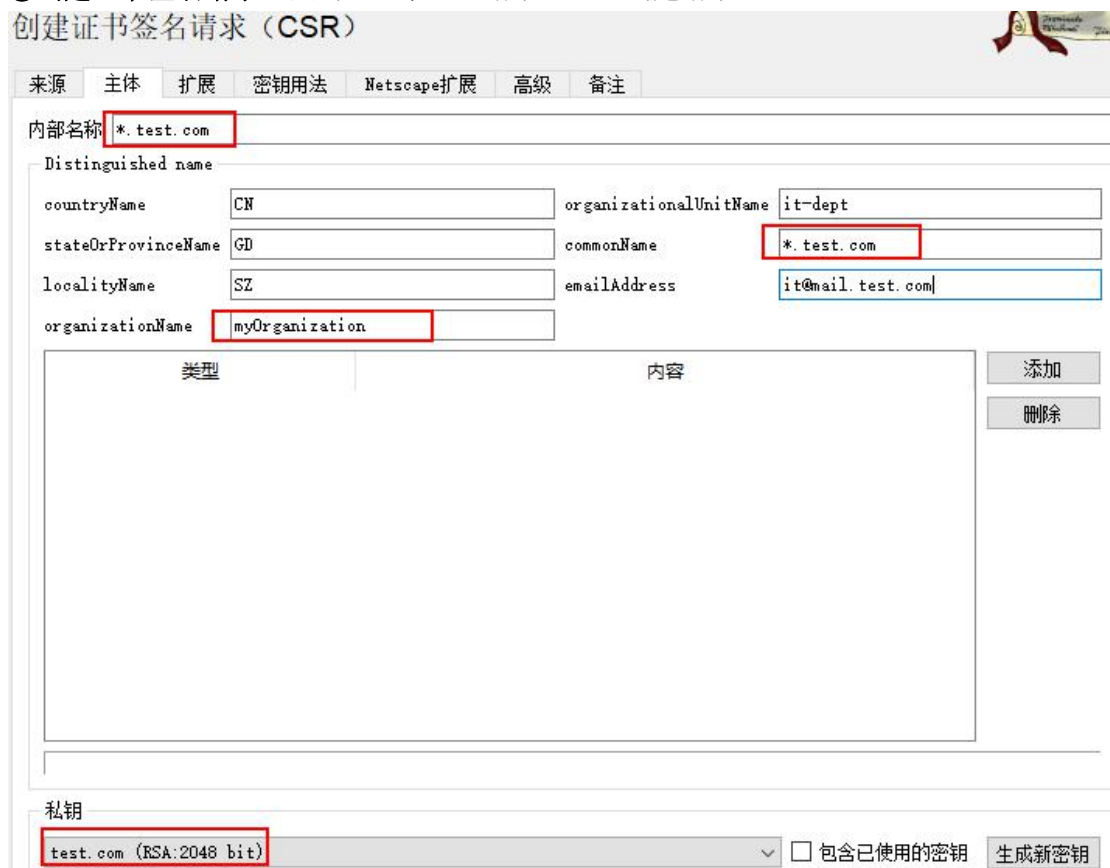 创建证书签名请求（CSR）
来源 主体 扩展 密钥用法 Netscape扩展 高级 备注
内部名称 *.test.com
Distinguished name
countryName CN organizationalUnitName it-dept
stateOrProvinceName GD commonName *.test.com
localityName SZ emailAddress it@mail.test.com
organizationName myOrganization
类型 内容 添加
删除
私钥
test.com (RSA:2048 bit) 包含已使用的密钥 生成新密钥